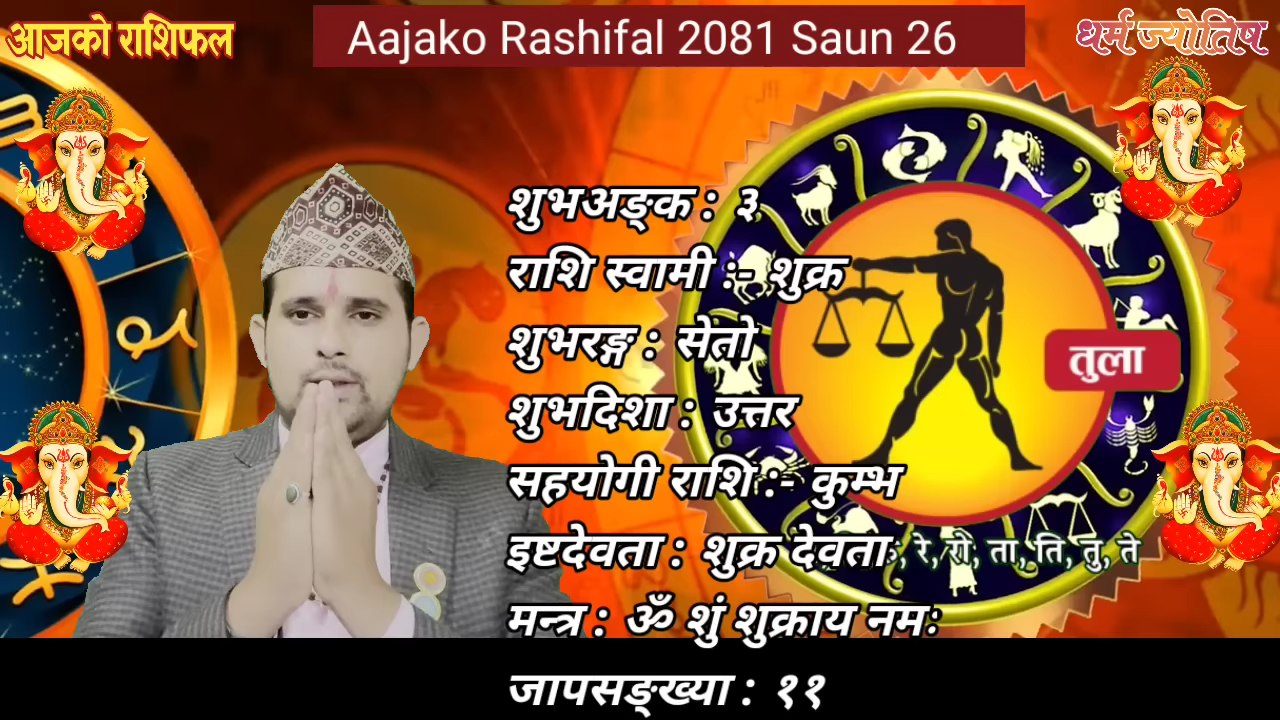 आजको राशिफल
Aajako Rashifal 2081 Saun 26
धर्म ज्योतिष
शुभअङ्क : ३
राशि स्वामी :- शुक्र
शुभरङ्ग : सेतो
तुला
शुभदिशा : उत्तर
सहयोगी राशि :- कुम्भ
इष्टदेवता : शुक्र देवता
रे, रो, ता, ति, तु, ते
मन्त्र : ॐ शुं शुक्राय नमः
जापसङ्ख्या : ११